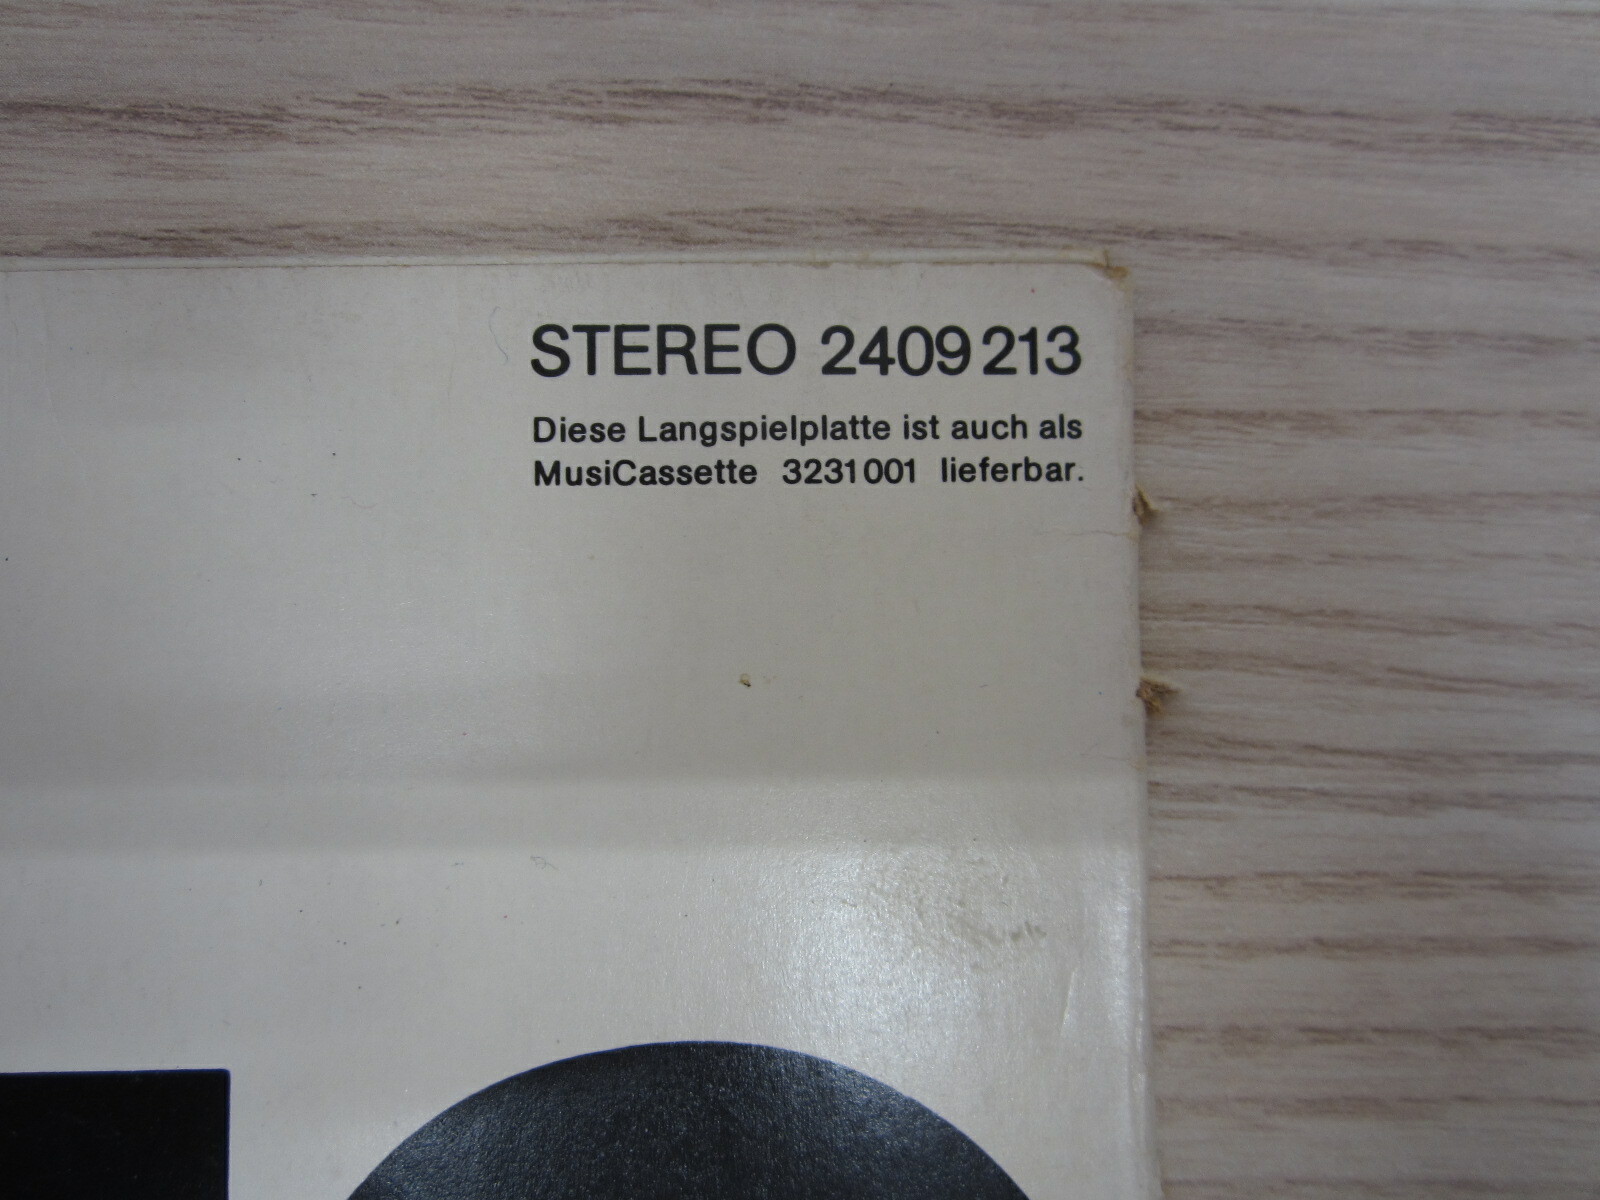 STEREO 2409 213
Diese Langspielplatte ist auch als
MusiCassette 3231 001 lieferbar.